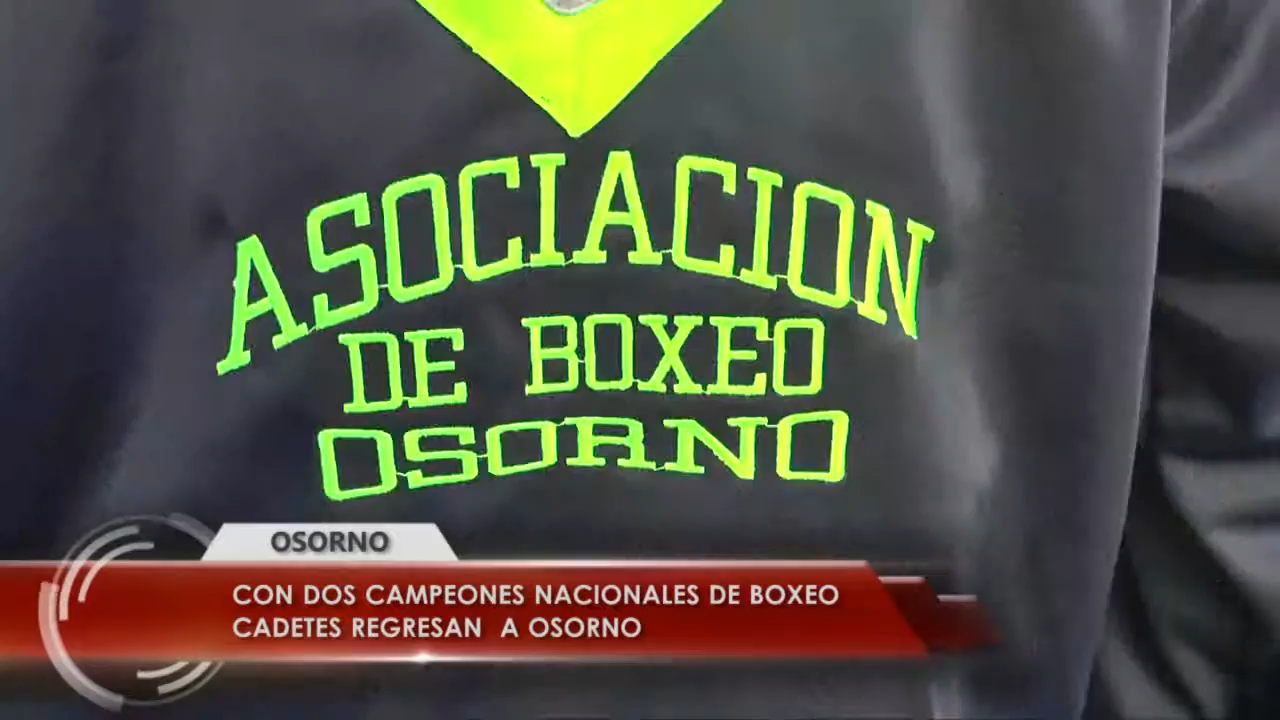 ASOCIACION
DE BOXEO
OSORNO
OSORNO
CON DOS CAMPEONES NACIONALES DE BOXEO
CADETES REGRESAN A OSORNO